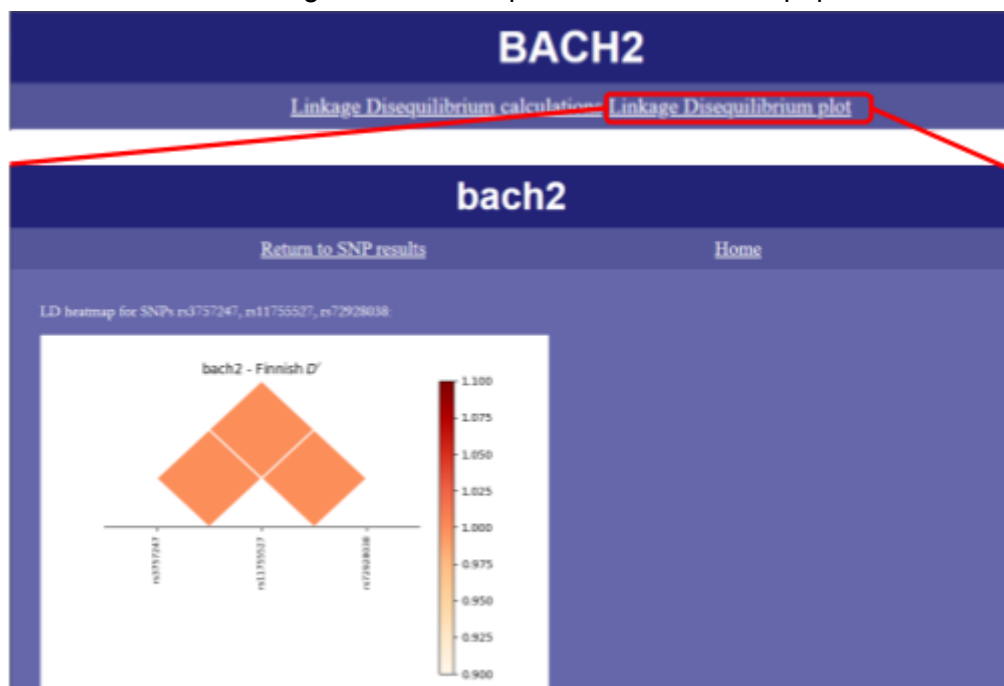 BACH2
Linkage Disequilibrium calculations Linkage Disequilibrium plot
bach2
Return to SNP results Home
LD heatmap for SNPs rs3757247, rs11755527, rs72928038:
bach2 - Finnish D'
1.100
1.075
1.050
1.025
1.000
0.975
0.950
0.925
0.900
rs3757247
rs11755527
rs72928038